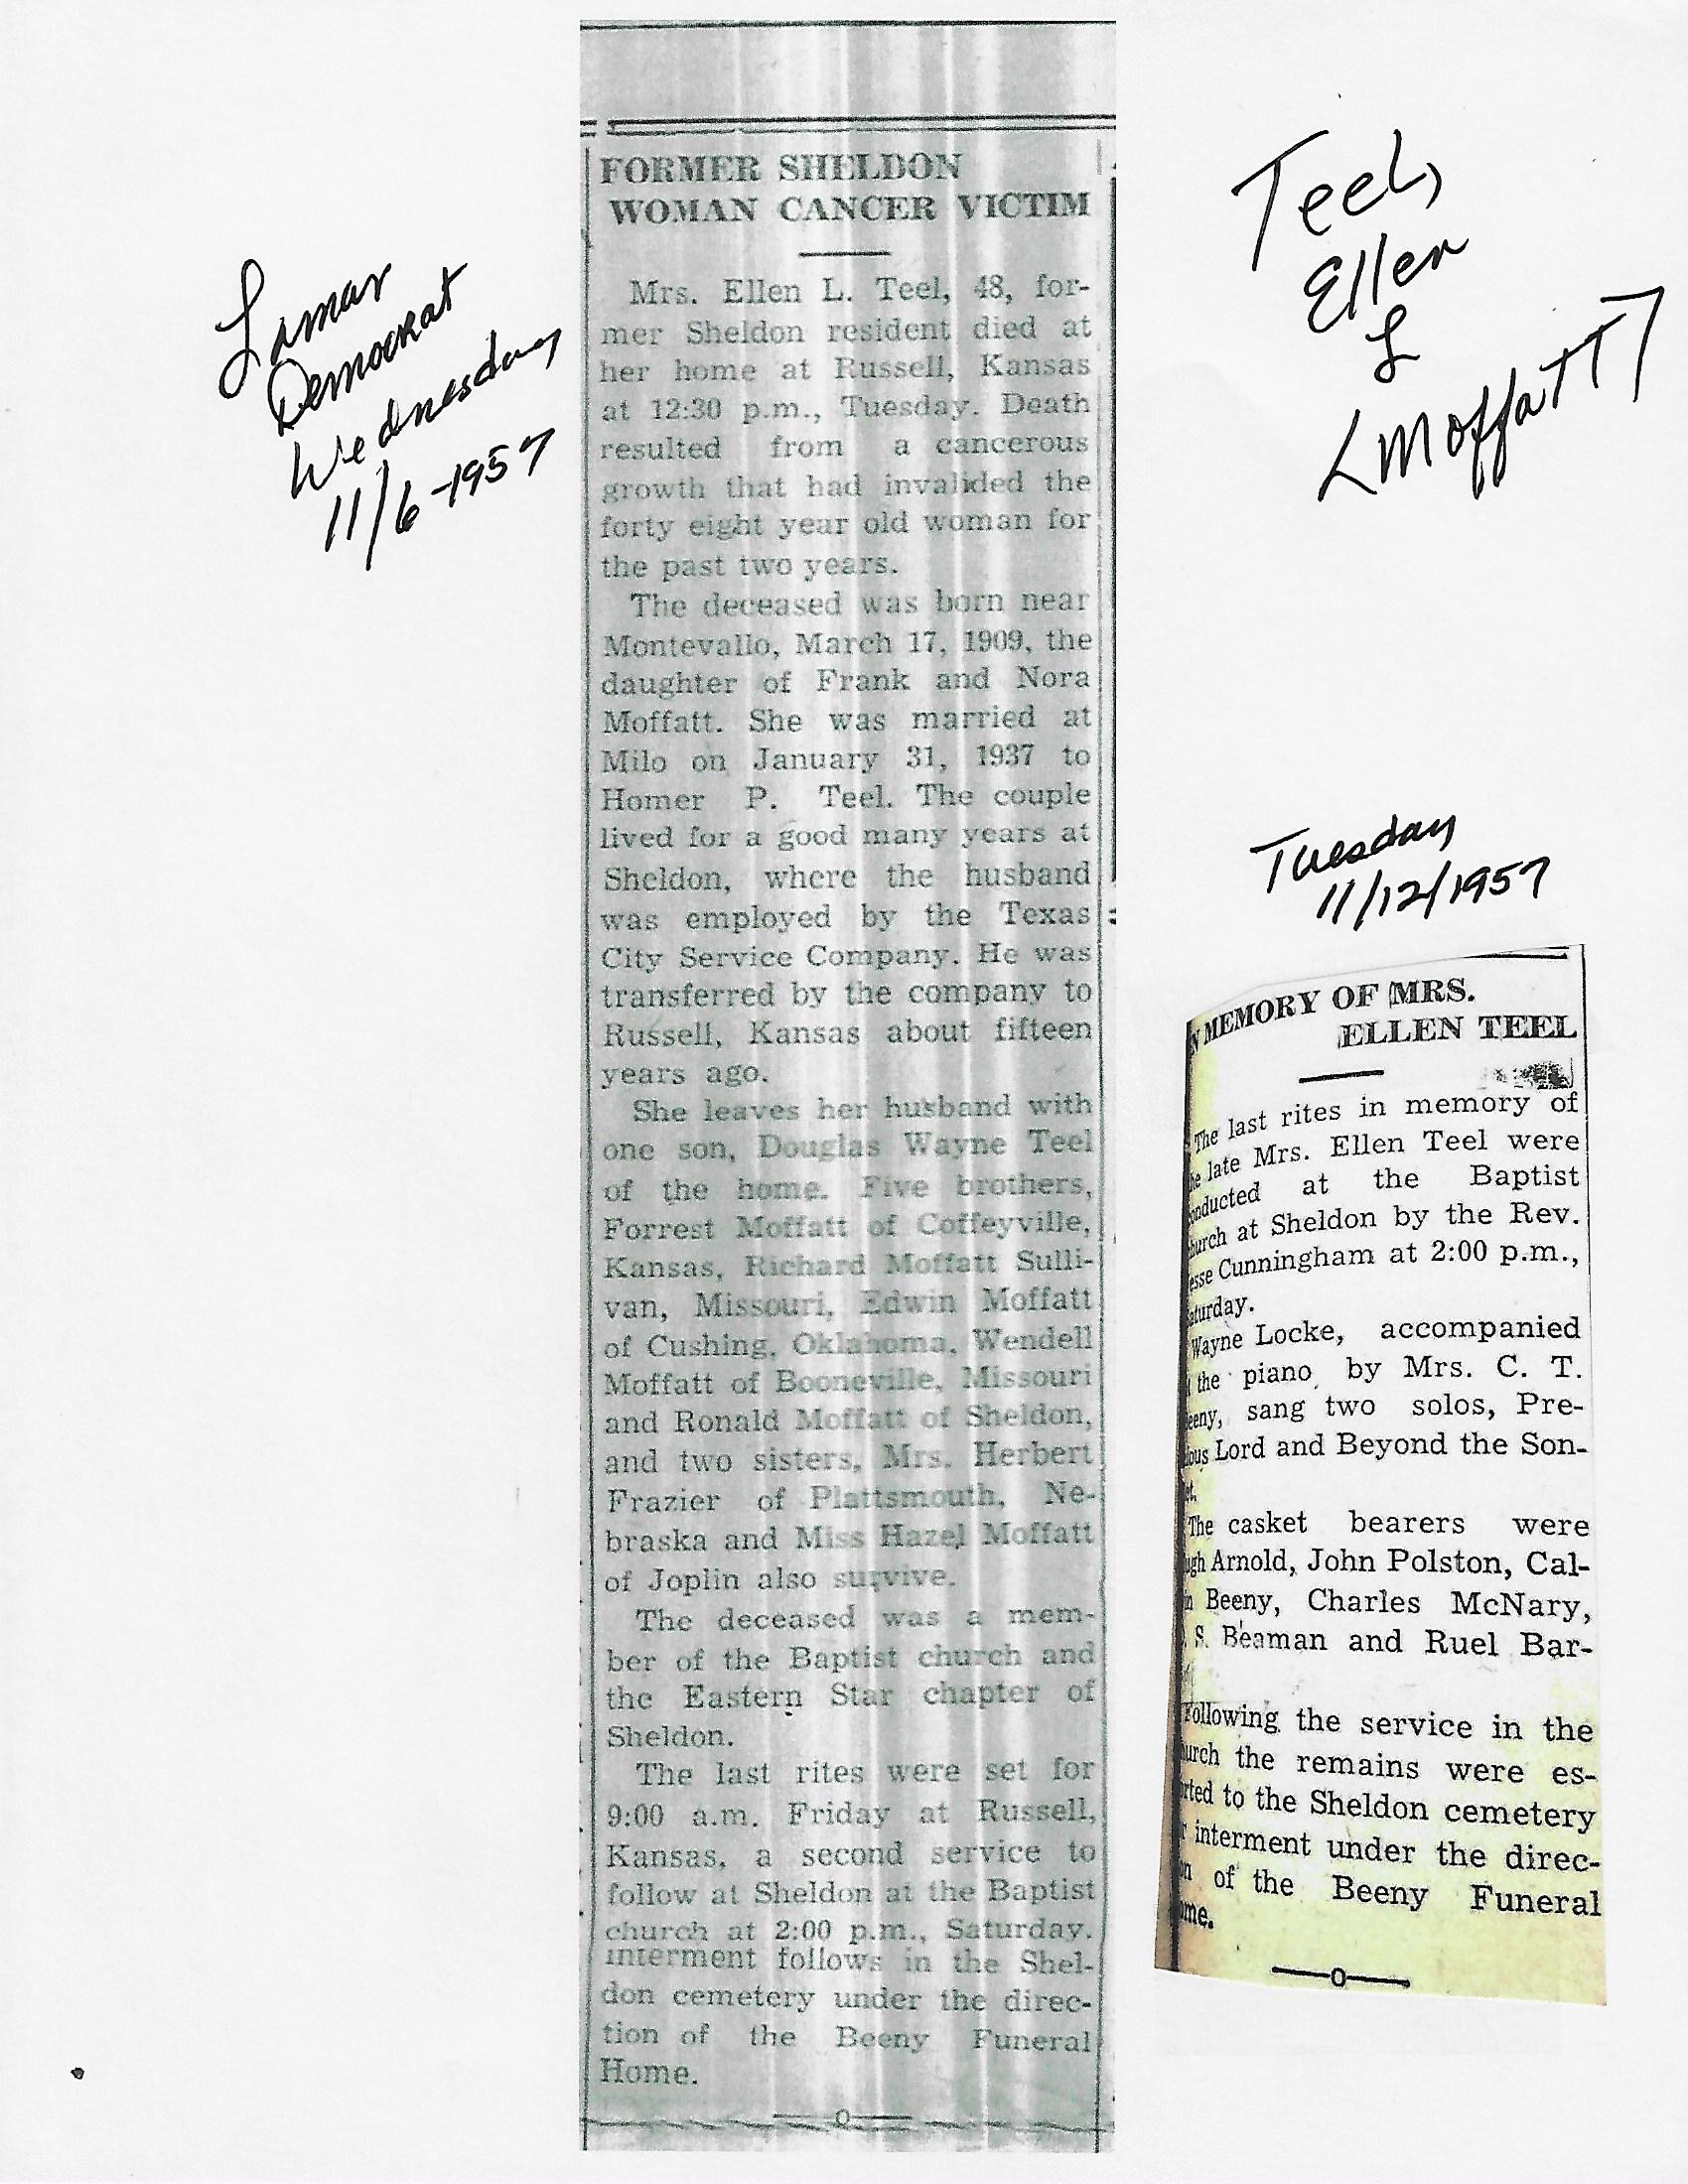 Lamar
Democrat
Wednesday
11/6-1957
FORMER SHELDON
WOMAN CANCER VICTIM
Mrs. Ellen L. Teel, 48, for-
mer Sheldon resident died at
her home at Russell, Kansas
at 12:30 p.m., Tuesday. Death
resulted from a cancerous
growth that had invalided the
forty eight year old woman for
the past two years.
The deceased was born near
Montevallo, March 17, 1909, the
daughter of Frank and Nora
Moffatt. She was married at
Milo on January 31, 1937 to
Homer P. Teel. The couple
lived for a good many years at
Sheldon, where the husband
was employed by the Texas
City Service Company. He was
transferred by the company to
Russell, Kansas about fifteen
years ago.
She leaves her husband with
one son, Douglas Wayne Teel
of the home. Five brothers,
Forrest Moffatt of Coffeyville,
Kansas, Richard Moffatt Sulli-
van, Missouri, Edwin Moffatt
of Cushing, Oklahoma, Wendell
Moffatt of Booneville, Missouri
and Ronald Moffatt of Sheldon,
and two sisters, Mrs. Herbert
Frazier of Plattsmouth, Ne-
braska and Miss Hazel Moffatt
of Joplin also survive.
The deceased was a mem-
ber of the Baptist church and
the Eastern Star chapter of
Sheldon.
The last rites were set for
9:00 a.m. Friday at Russell,
Kansas, a second service to
follow at Sheldon at the Baptist
church at 2:00 p.m., Saturday.
interment follows in the Shel-
don cemetery under the direc-
tion of the Beeny Funeral
Home.
Teel,
Ellen
L
<Moffatt>
Tuesday
11/12/1957
N MEMORY OF MRS.
ELLEN TEEL
The last rites in memory of
he late Mrs. Ellen Teel were
onducted at the Baptist
hurch at Sheldon by the Rev.
esse Cunningham at 2:00 p.m.,
aturday.
Wayne Locke, accompanied
the piano by Mrs. C. T.
eeny, sang two solos, Pre-
ious Lord and Beyond the Son-
et.
The casket bearers were
ugh Arnold, John Polston, Cal-
in Beeny, Charles McNary,
S. Beaman and Ruel Bar-
Following the service in the
hurch the remains were es-
orted to the Sheldon cemetery
r interment under the direc-
on of the Beeny Funeral
ome.